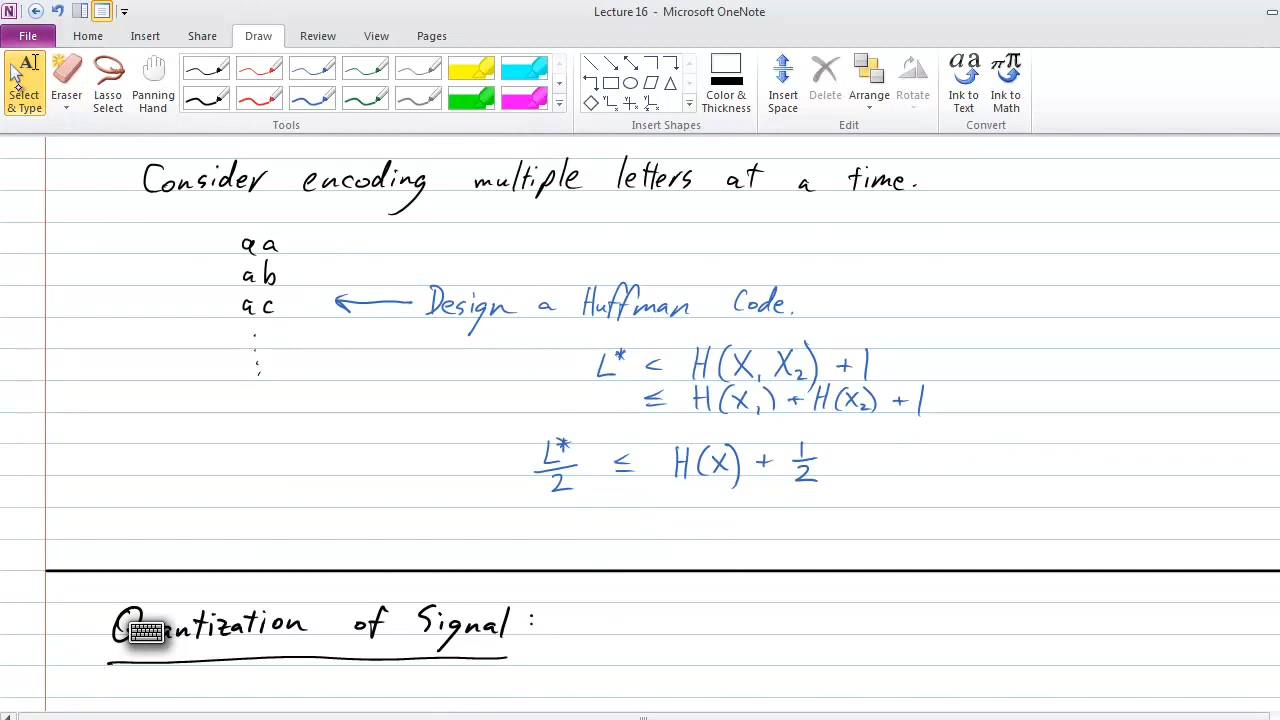 Lecture 16 - Microsoft OneNote
File Home Insert Share Draw Review View Pages
Select & Type Eraser Lasso Select Panning Hand Color & Thickness Insert Space Delete Arrange Rotate Ink to Text Ink to Math
Tools Insert Shapes Edit Convert
Consider encoding multiple letters at a time.
aa
ab
ac
⋮
← Design a Huffman Code.
L* < H(X₁ X₂) + 1
≤ H(X₁) + H(X₂) + 1
L*/2 ≤ H(X) + 1/2
Quantization of Signal :